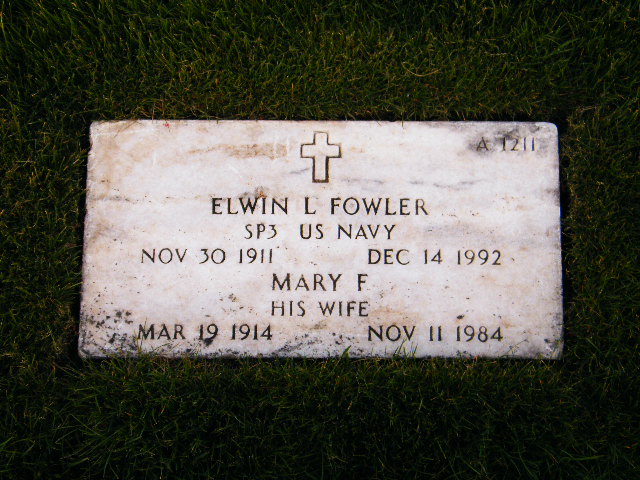 A 1211
ELWIN L FOWLER
SP3 US NAVY
NOV 30 1911 DEC 14 1992
MARY F
HIS WIFE
MAR 19 1914 NOV 11 1984